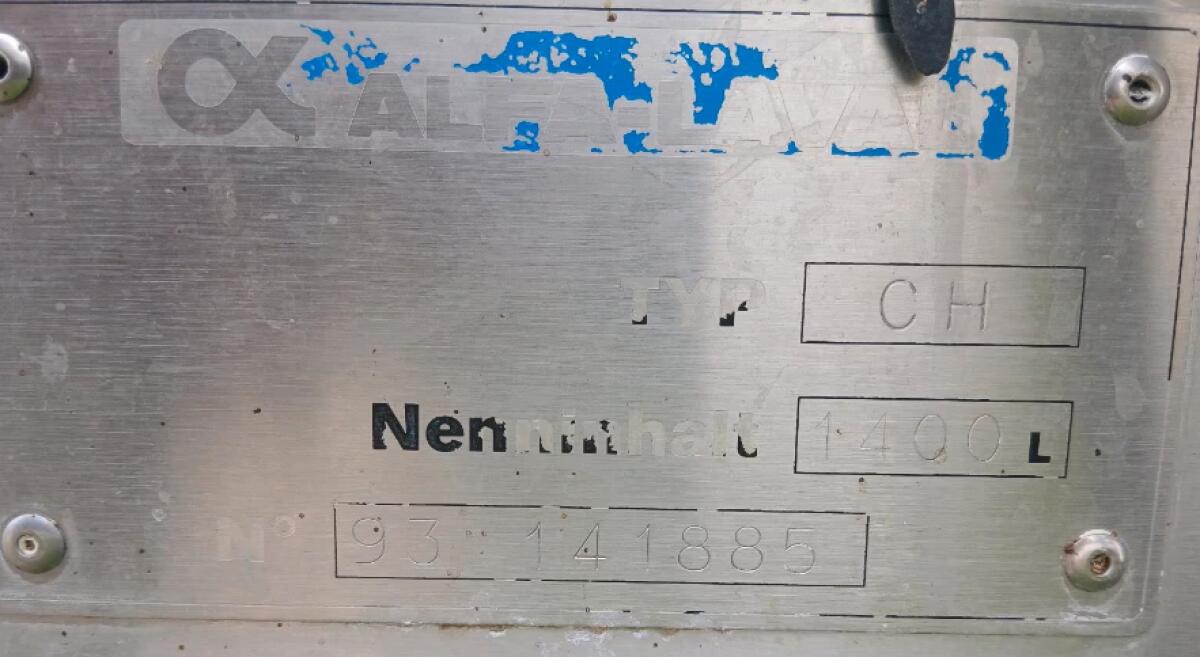 ALFA-LAVAL
TYP CH
Nenninhalt 1400 L
N° 93 141885